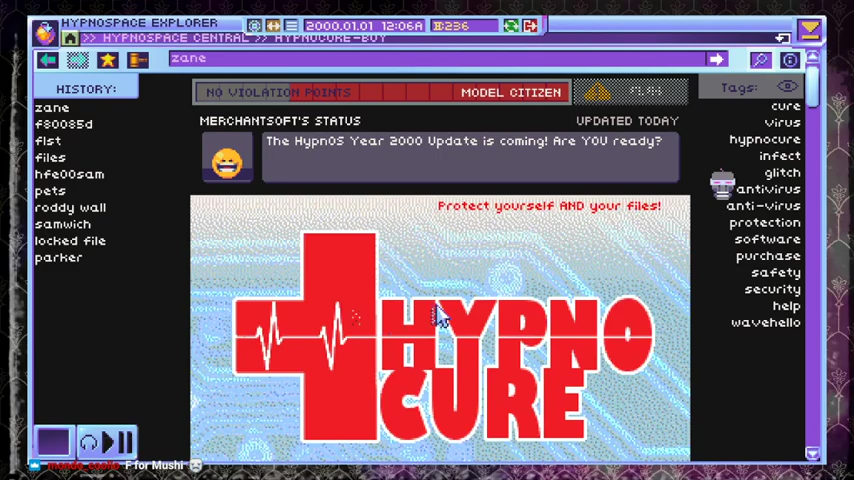 HYPNOSPACE EXPLORER
2000.01.01 12:06A
236
>> HYPNOSPACE CENTRAL >> HYPNOCURE-BUY
zane
HISTORY:
zane
f80085d
fist
files
hfe00sam
pets
roddy wall
samwich
locked file
parker
NO VIOLATION POINTS
MODEL CITIZEN
MERCHANTSOFT'S STATUS
UPDATED TODAY
The HypnOS Year 2000 Update is coming! Are YOU ready?
Protect yourself AND your files!
HYPNO
CURE
Tags:
cure
virus
hypnocure
infect
glitch
antivirus
anti-virus
protection
software
purchase
safety
security
help
wavehello
mondo_coolio F for Mushi